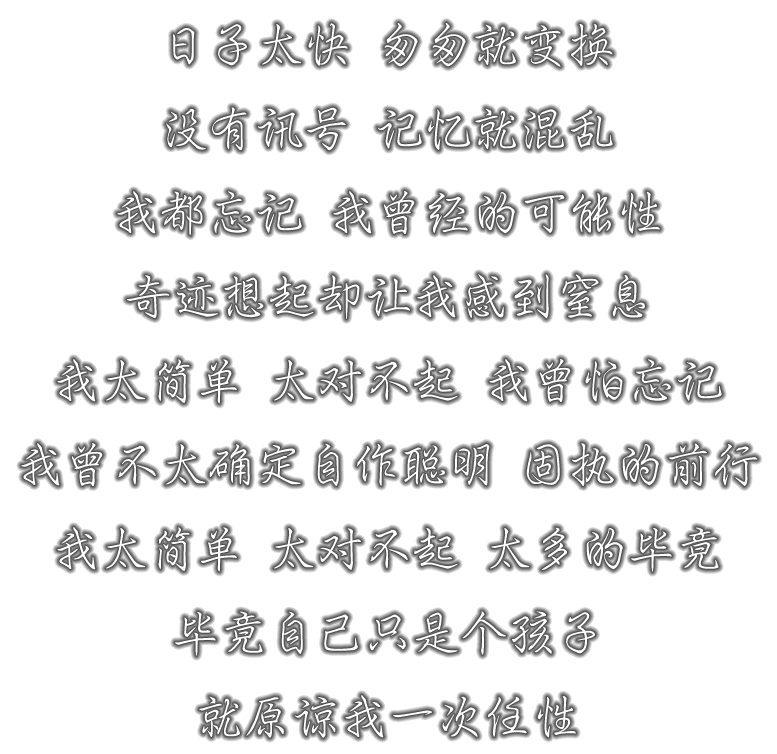 日子太快 匆匆就变换
没有讯号 记忆就混乱
我都忘记 我曾经的可能性
奇迹想起却让我感到窒息
我太简单 太对不起 我曾怕忘记
我曾不太确定自作聪明 固执的前行
我太简单 太对不起 太多的毕竟
毕竟自己只是个孩子
就原谅我一次任性